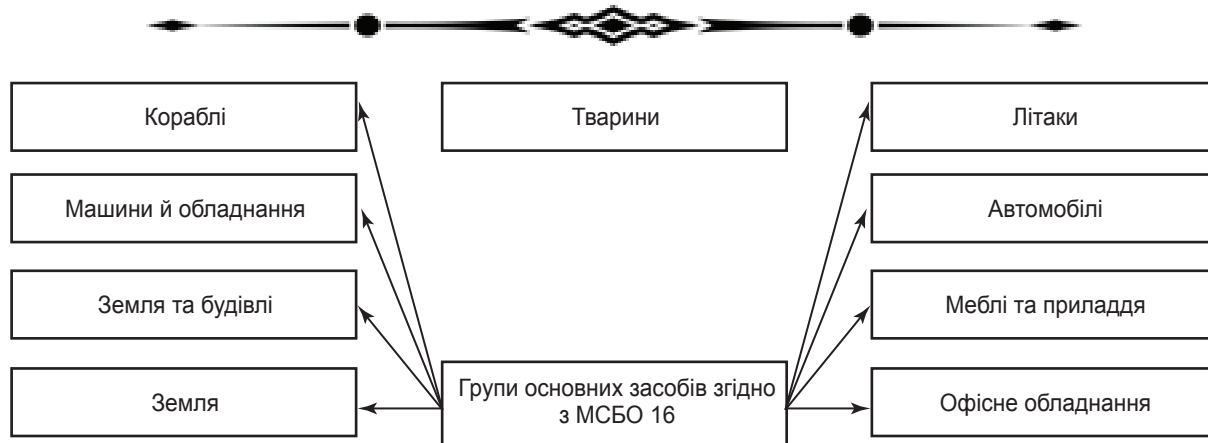 Кораблі
Тварини
Літаки
Машини й обладнання
Автомобілі
Земля та будівлі
Меблі та приладдя
Земля
Групи основних засобів згідно
з МСБО 16
Офісне обладнання